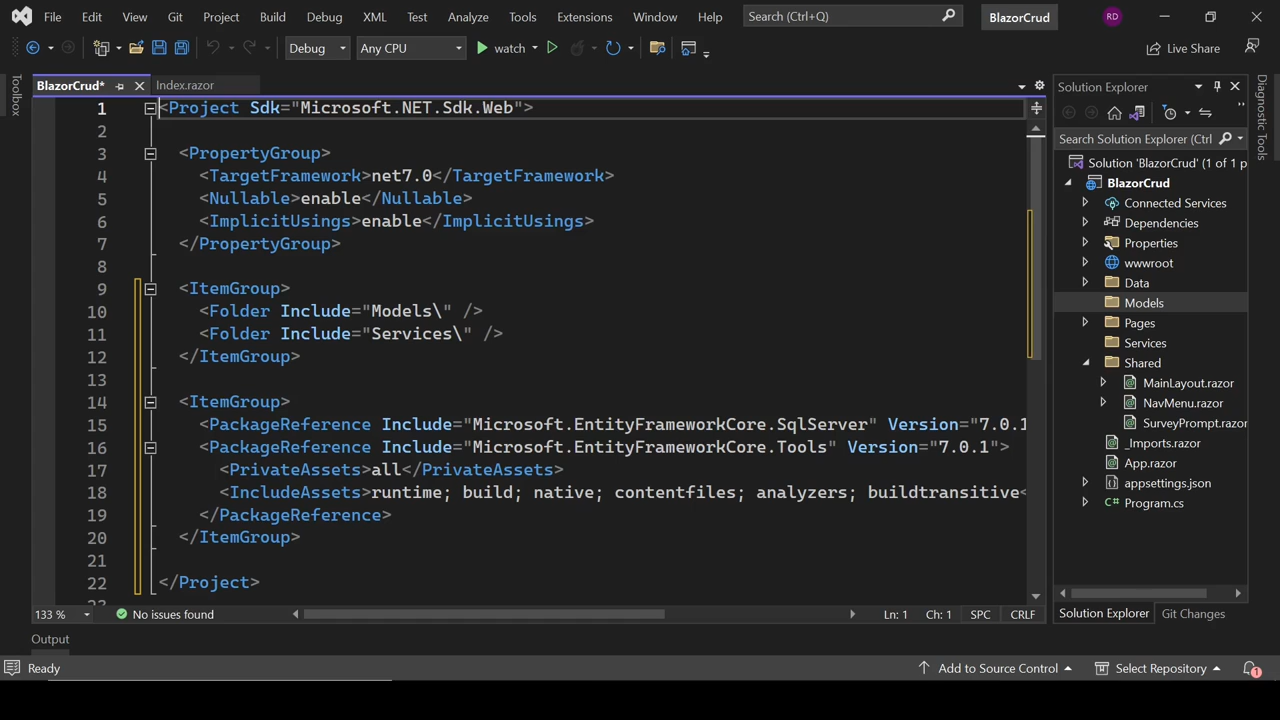 File Edit View Git Project Build Debug XML Test Analyze Tools Extensions Window Help Search (Ctrl+Q) BlazorCrud RD
Debug Any CPU watch Live Share
Toolbox
BlazorCrud* Index.razor
1 <Project Sdk="Microsoft.NET.Sdk.Web">
2
3 <PropertyGroup>
4 <TargetFramework>net7.0</TargetFramework>
5 <Nullable>enable</Nullable>
6 <ImplicitUsings>enable</ImplicitUsings>
7 </PropertyGroup>
8
9 <ItemGroup>
10 <Folder Include="Models\" />
11 <Folder Include="Services\" />
12 </ItemGroup>
13
14 <ItemGroup>
15 <PackageReference Include="Microsoft.EntityFrameworkCore.SqlServer" Version="7.0.1
16 <PackageReference Include="Microsoft.EntityFrameworkCore.Tools" Version="7.0.1">
17 <PrivateAssets>all</PrivateAssets>
18 <IncludeAssets>runtime; build; native; contentfiles; analyzers; buildtransitive<
19 </PackageReference>
20 </ItemGroup>
21
22 </Project>
133 % No issues found Ln: 1 Ch: 1 SPC CRLF
Solution Explorer
Search Solution Explorer (Ctrl
Solution 'BlazorCrud' (1 of 1 p
BlazorCrud
Connected Services
Dependencies
Properties
wwwroot
Data
Models
Pages
Services
Shared
MainLayout.razor
NavMenu.razor
SurveyPrompt.razor
_Imports.razor
App.razor
appsettings.json
C# Program.cs
Solution Explorer Git Changes
Diagnostic Tools
Output
Ready Add to Source Control Select Repository 1